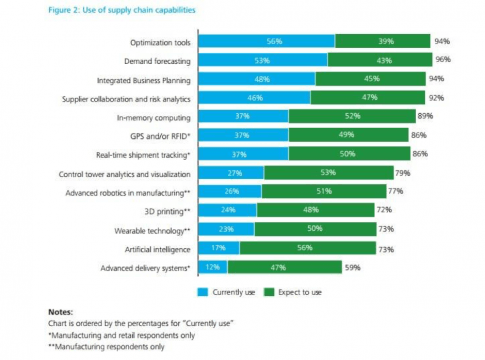 Figure 2: Use of supply chain capabilities
Optimization tools 56% 39% 94%
Demand forecasting 53% 43% 96%
Integrated Business Planning 48% 45% 94%
Supplier collaboration and risk analytics 46% 47% 92%
In-memory computing 37% 52% 89%
GPS and/or RFID* 37% 49% 86%
Real-time shipment tracking* 37% 50% 86%
Control tower analytics and visualization 27% 53% 79%
Advanced robotics in manufacturing** 26% 51% 77%
3D printing** 24% 48% 72%
Wearable technology** 23% 50% 73%
Artificial intelligence 17% 56% 73%
Advanced delivery systems* 12% 47% 59%
Currently use Expect to use
Notes:
Chart is ordered by the percentages for "Currently use"
*Manufacturing and retail respondents only
**Manufacturing respondents only